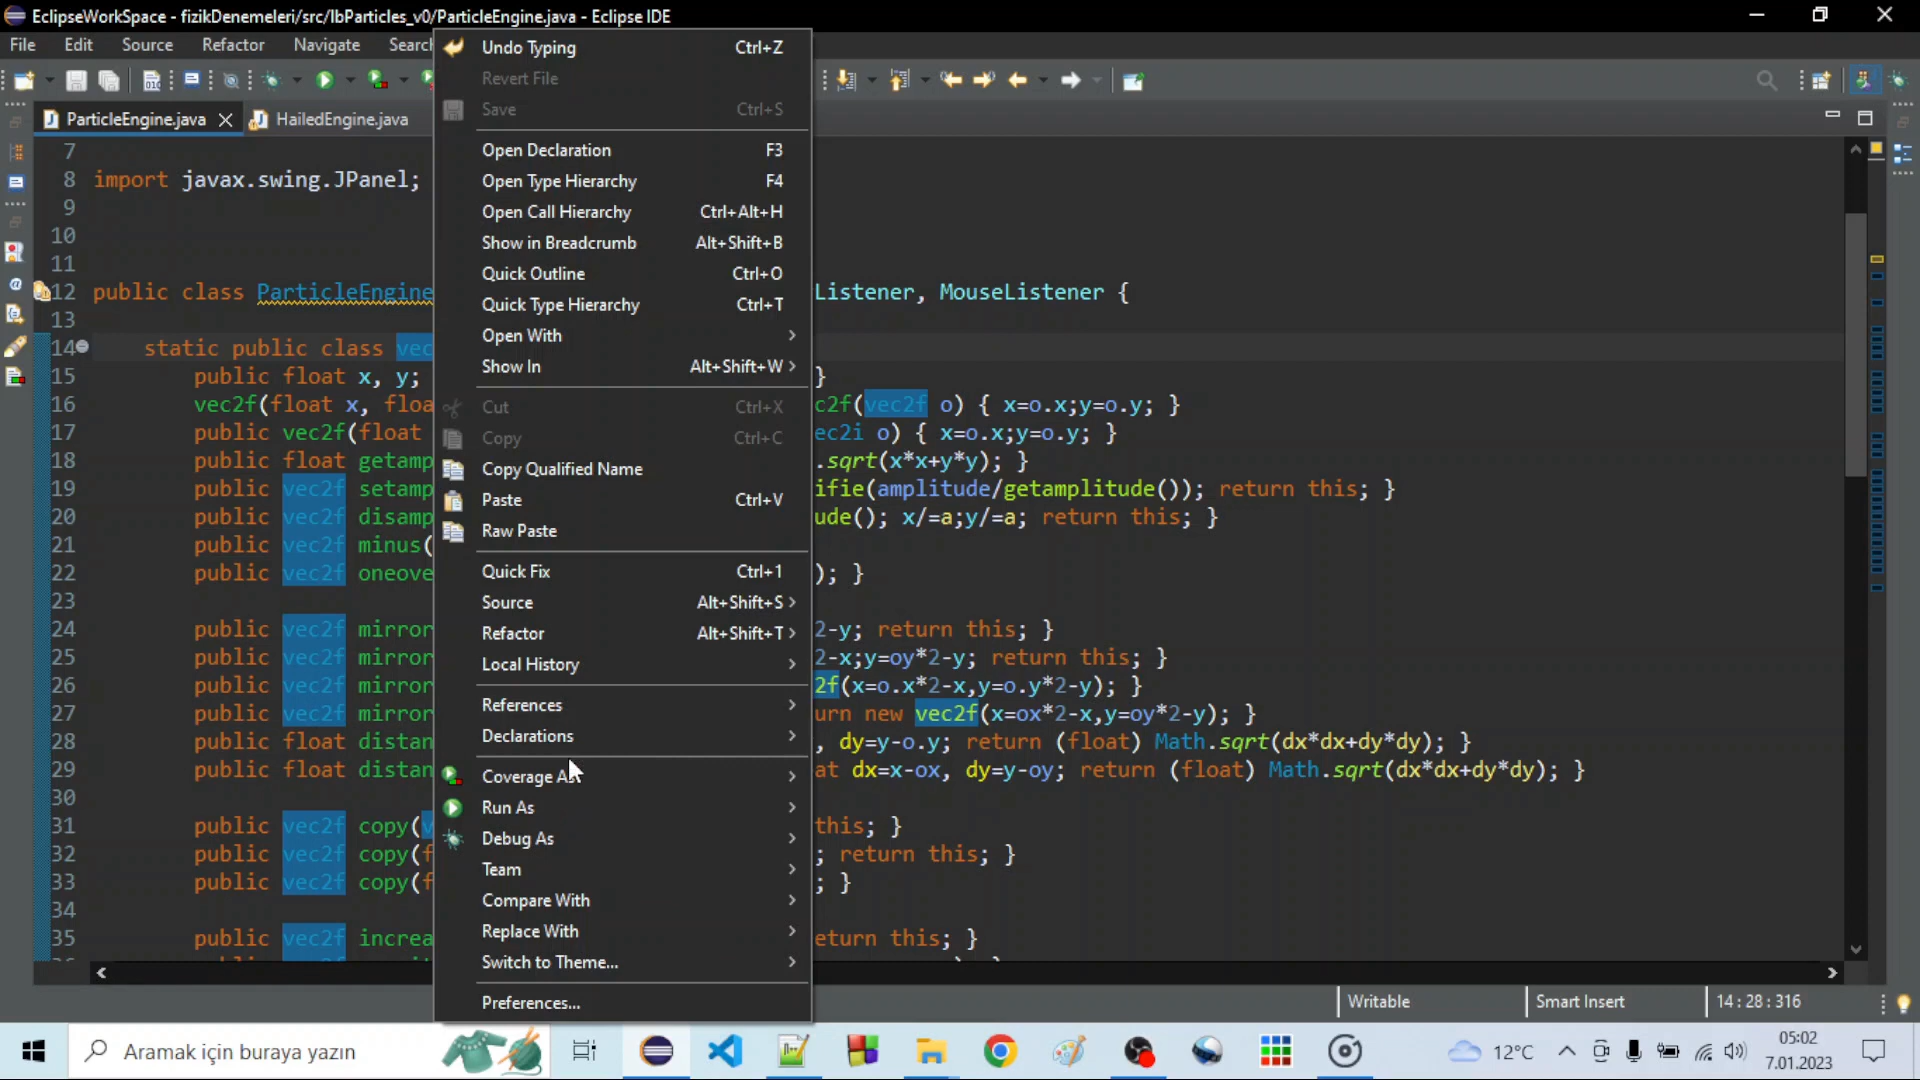 EclipseWorkSpace - fizikDenemeleri/src/lbParticles_v0/ParticleEngine.java - Eclipse IDE
File Edit Source Refactor Navigate Search
ParticleEngine.java HailedEngine.java
Undo Typing Ctrl+Z
Revert File
Save Ctrl+S
Open Declaration F3
Open Type Hierarchy F4
Open Call Hierarchy Ctrl+Alt+H
Show in Breadcrumb Alt+Shift+B
Quick Outline Ctrl+O
Quick Type Hierarchy Ctrl+T
Open With
Show In Alt+Shift+W
Cut Ctrl+X
Copy Ctrl+C
Copy Qualified Name
Paste Ctrl+V
Raw Paste
Quick Fix Ctrl+1
Source Alt+Shift+S
Refactor Alt+Shift+T
Local History
References
Declarations
Coverage As
Run As
Debug As
Team
Compare With
Replace With
Switch to Theme...
Preferences...
7
8 import javax.swing.JPanel;
9
10
11
12 public class ParticleEngine Listener, MouseListener {
13
14 static public class vec
15 public float x, y; }
16 vec2f(float x, floa c2f(vec2f o) { x=o.x;y=o.y; }
17 public vec2f(float ec2i o) { x=o.x;y=o.y; }
18 public float getamp .sqrt(x*x+y*y); }
19 public vec2f setamp ifie(amplitude/getamplitude()); return this; }
20 public vec2f disamp ude(); x/=a;y/=a; return this; }
21 public vec2f minus(
22 public vec2f oneove ); }
23
24 public vec2f mirror 2-y; return this; }
25 public vec2f mirror 2-x;y=oy*2-y; return this; }
26 public vec2f mirror 2f(x=o.x*2-x,y=o.y*2-y); }
27 public vec2f mirror urn new vec2f(x=ox*2-x,y=oy*2-y); }
28 public float distan , dy=y-o.y; return (float) Math.sqrt(dx*dx+dy*dy); }
29 public float distan at dx=x-ox, dy=y-oy; return (float) Math.sqrt(dx*dx+dy*dy); }
30
31 public vec2f copy(v this; }
32 public vec2f copy(f ; return this; }
33 public vec2f copy(f ; }
34
35 public vec2f increa eturn this; }
Writable Smart Insert 14 : 28 : 316
Aramak için buraya yazın
12°C
05:02
7.01.2023